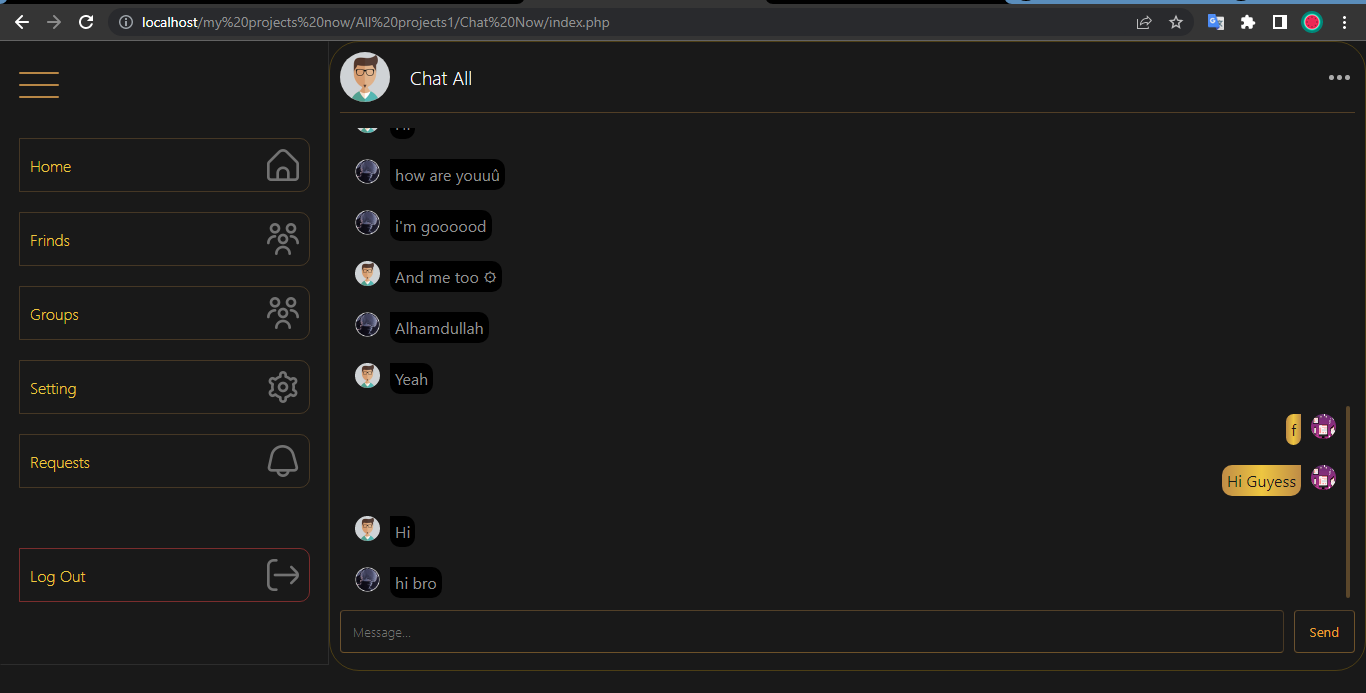 localhost/my%20projects%20now/All%20projects1/Chat%20Now/index.php
Chat All
Home
Frinds
Groups
Setting
Requests
Log Out
Hi
how are youuû
i'm goooood
And me too
Alhamdullah
Yeah
f
Hi Guyess
Hi
hi bro
Message...
Send